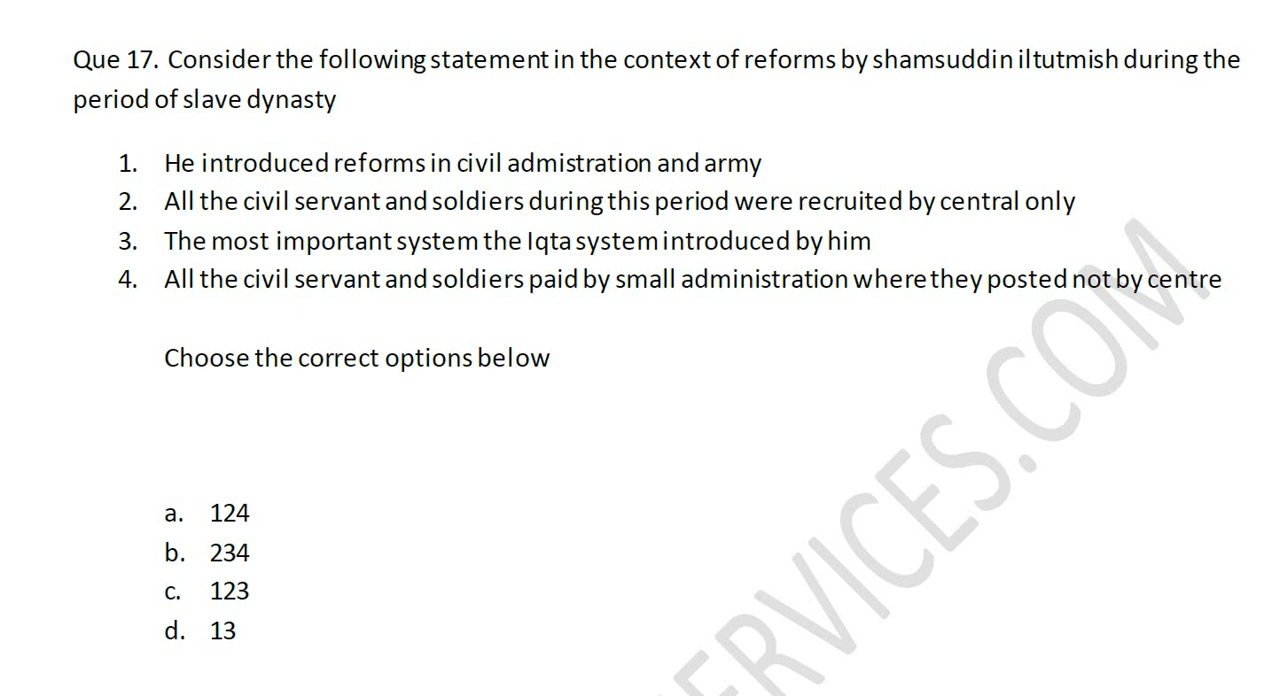 Que 17. Consider the following statement in the context of reforms by shamsuddin iltutmish during the
period of slave dynasty
1. He introduced reforms in civil admistration and army
2. All the civil servant and soldiers during this period were recruited by central only
3. The most important system the Iqta system introduced by him
4. All the civil servant and soldiers paid by small administration where they posted not by centre
Choose the correct options below
a. 124
b. 234
c. 123
d. 13
ERVICES.COM